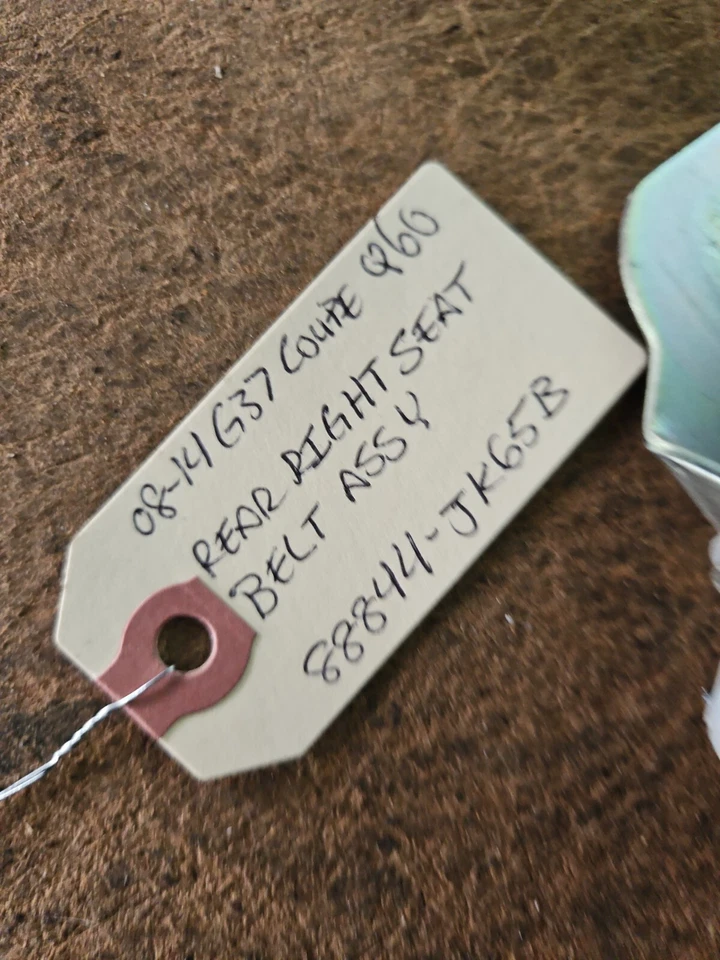 08-14 G37 COUPE Q60
REAR RIGHT SEAT
BELT ASSY
88844-JK65B